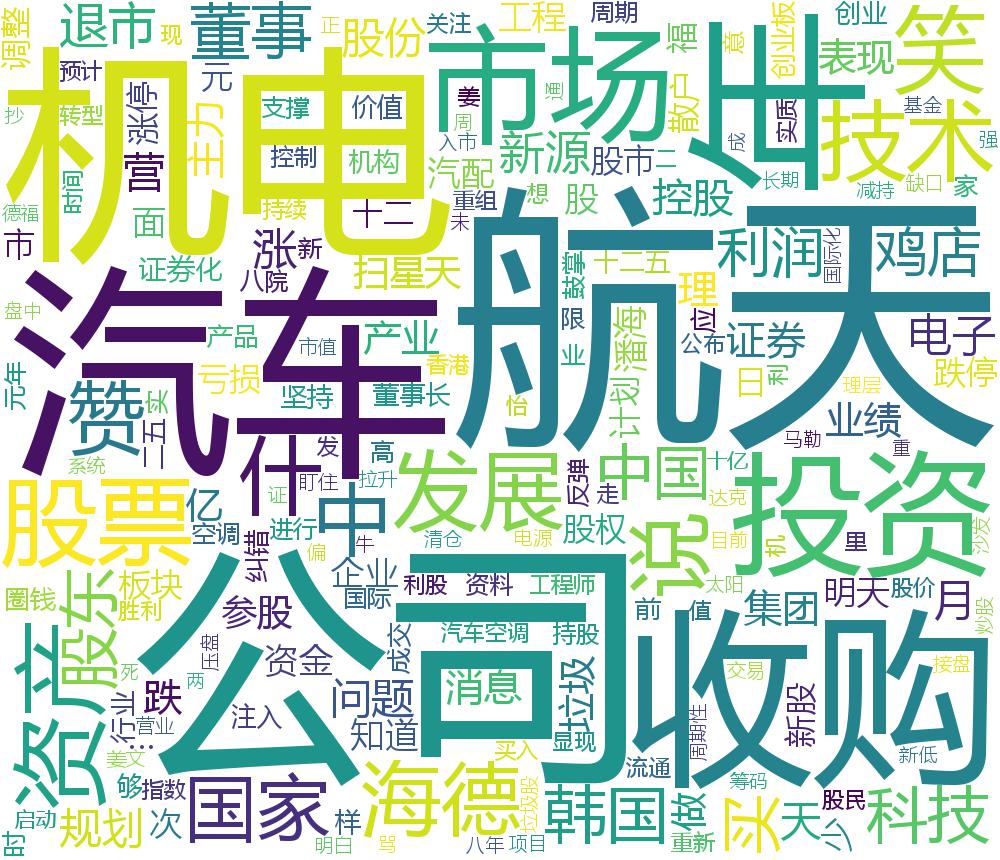 调整
退市
现
董事
正
股份
关注
工程
周期
福
意
创业板
创业
表现
笑
抄
预计
转型
涨停
主力
元
支撑
价值
姜
周
市场
通
散户
车
实质
成
技术
基金
强
德福
时间
营
机电
控制
机构
汽配
入市
新源
股市
二
长期
减持
缺口
家
市
面
涨
新
持续
十二
重组
未
想
股
控股
利润
国际化
鸡店
盘中
证券化
八院
扫星天
鼓掌
十二五
理
航天
电子
元年
汽车
产品
市值
产业
香港
限
业
潘海
计划
应
公布
证券
日
利
理层
跌停
赞
二五
实
亏损
坚持
董事长
怡
业绩
马勒
重
系统
什
发
盯住
高
拉升
发展
反弹
走
中国
十亿
投资
股票
亿
空调
证
进行
偏
中
牛
清仓
电源
股权
说
达克
目前
机
里
沙发
圈钱
股东
板块
胜利
纠错
参股
企业
国际
利股
资料
工程师
太阳
前
值
集团
明天
股价
月
炒股
资产
死
两
压盘
公司
资金
成交
汽车空调
持股
收购
交易
接盘
行业
营业
跌
注入
问题
知道
消息
垃圾
显现
周期性
新股
新低
姜文
够
指数
国家
买入
流通
筹码
股民
时
启动
规划
次
样
明白
海德
骂
八年
项目
垃圾股
韩国
做
重新
买
天
少
科技